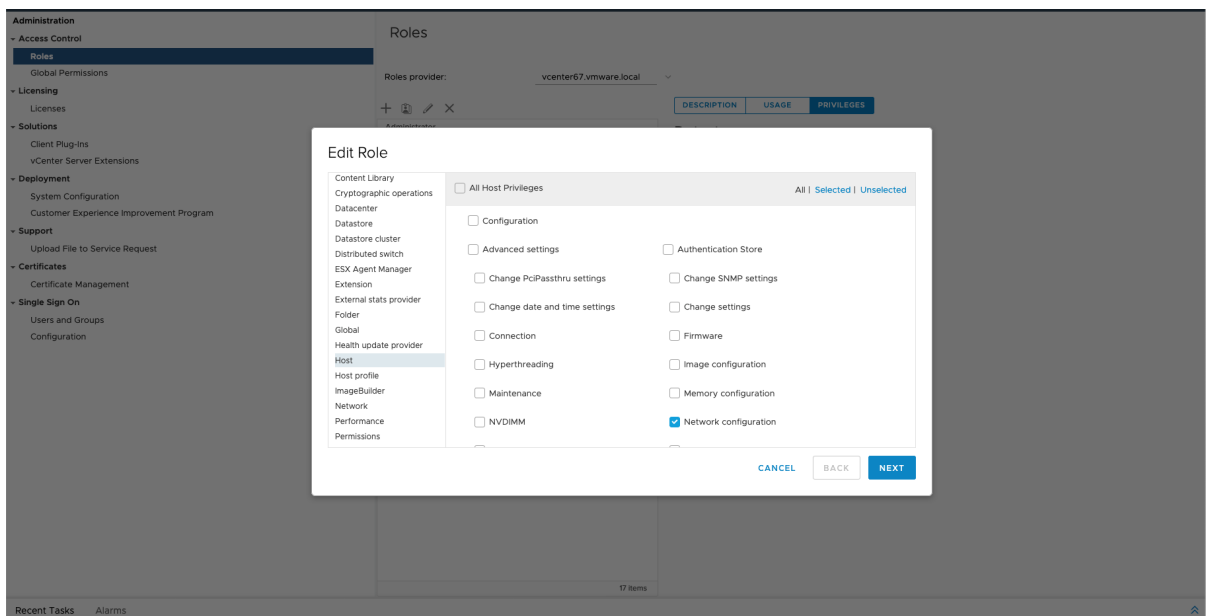 Administration
Access Control
Roles
Global Permissions
Licensing
Licenses
Solutions
Client Plug-Ins
vCenter Server Extensions
Deployment
System Configuration
Customer Experience Improvement Program
Support
Upload File to Service Request
Certificates
Certificate Management
Single Sign On
Users and Groups
Configuration
Roles
Roles provider: vcenter67.vmware.local
DESCRIPTION USAGE PRIVILEGES
Administrator
Edit Role
Content Library
Cryptographic operations
Datacenter
Datastore
Datastore cluster
Distributed switch
ESX Agent Manager
Extension
External stats provider
Folder
Global
Health update provider
Host
Host profile
ImageBuilder
Network
Performance
Permissions
All Host Privileges All | Selected | Unselected
Configuration
Advanced settings Authentication Store
Change PciPassthru settings Change SNMP settings
Change date and time settings Change settings
Connection Firmware
Hyperthreading Image configuration
Maintenance Memory configuration
NVDIMM Network configuration
CANCEL BACK NEXT
17 items
Recent Tasks Alarms